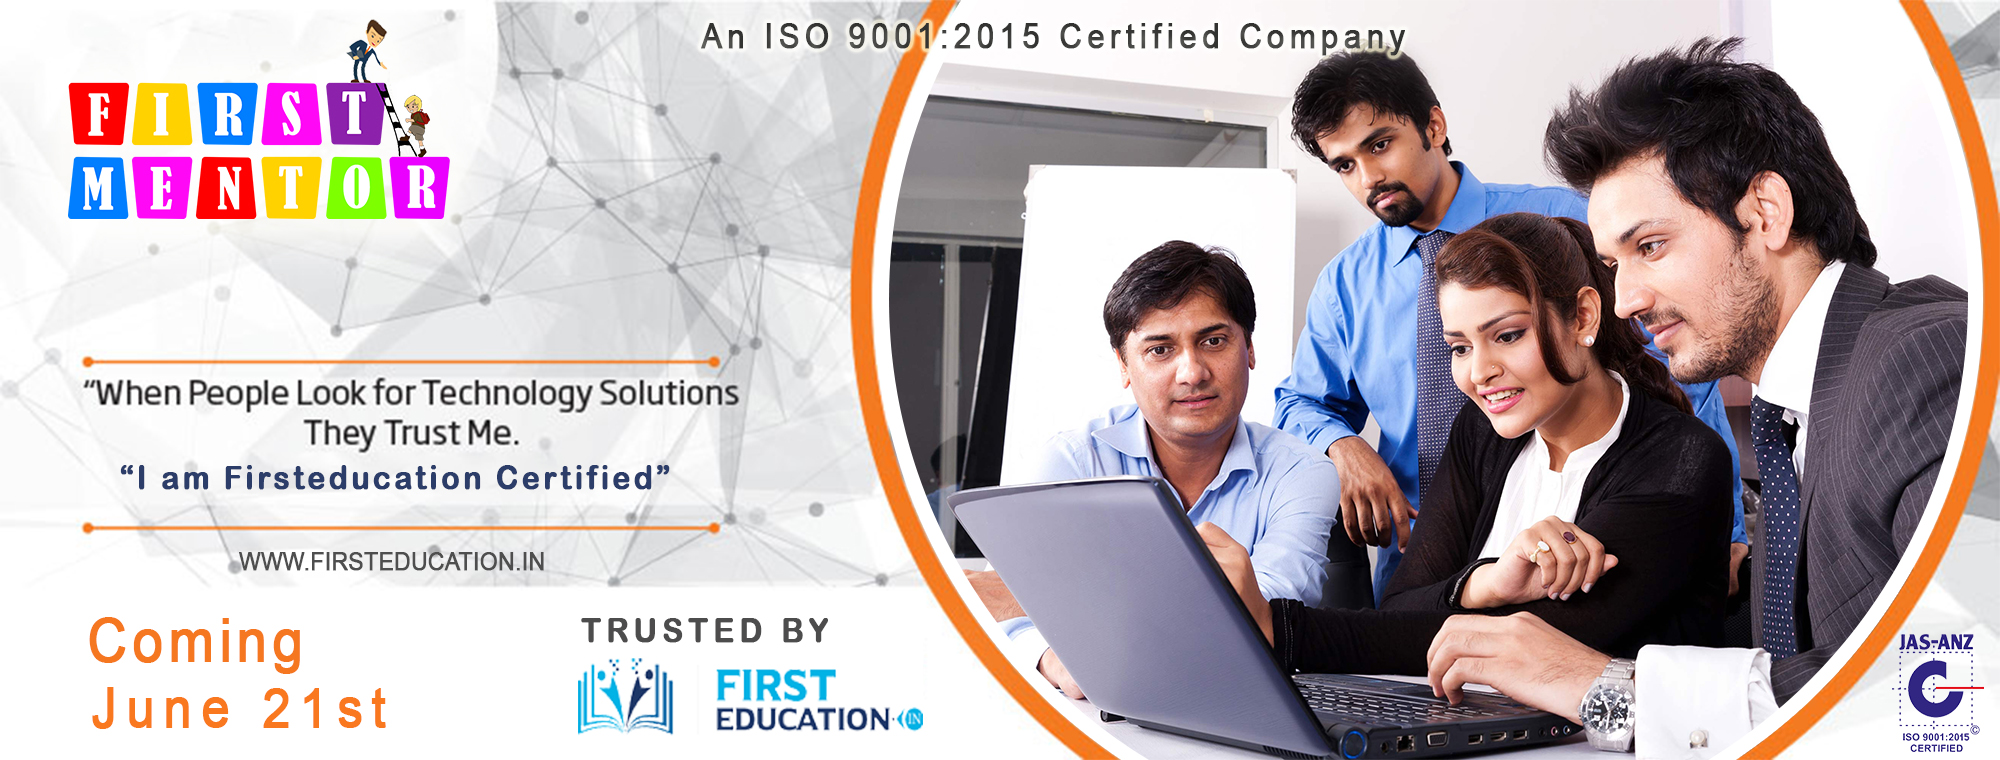 An ISO 9001:2015 Certified Company
FIRST
MENTOR
“When People Look for Technology Solutions
They Trust Me.
“I am Firsteducation Certified”
WWW.FIRSTEDUCATION.IN
Coming
June 21st
TRUSTED BY
FIRST
EDUCATION
IN
JAS-ANZ
C
©
ISO 9001:2015
CERTIFIED